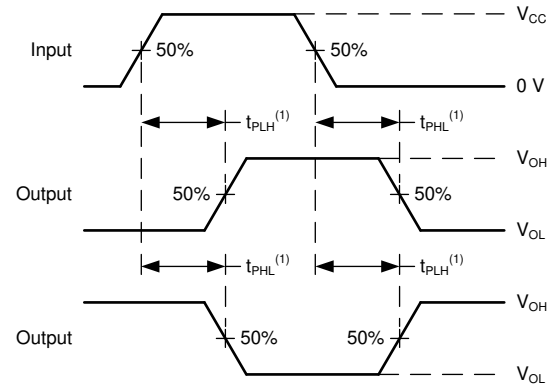 V_CC
Input 50% 50%
0 V
t_PLH^(1) t_PHL^(1)
V_OH
Output 50% 50%
V_OL
t_PHL^(1) t_PLH^(1)
V_OH
Output 50% 50%
V_OL